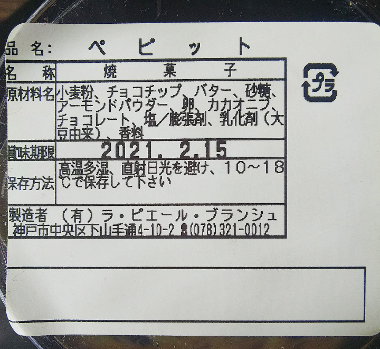 品名: ペピット
名称 焼菓子
原材料名 小麦粉、チョコチップ、バター、砂糖、
アーモンドパウダー、卵、カカオニブ、
チョコレート、塩／膨張剤、乳化剤（大
豆由来）、香料
賞味期限 2021. 2.15
保存方法 高温多湿、直射日光を避け、10～18
℃で保存して下さい
製造者 （有）ラ・ピエール・ブランシュ
神戸市中央区下山手通4-10-2 ☎(078)321-0012
プラ